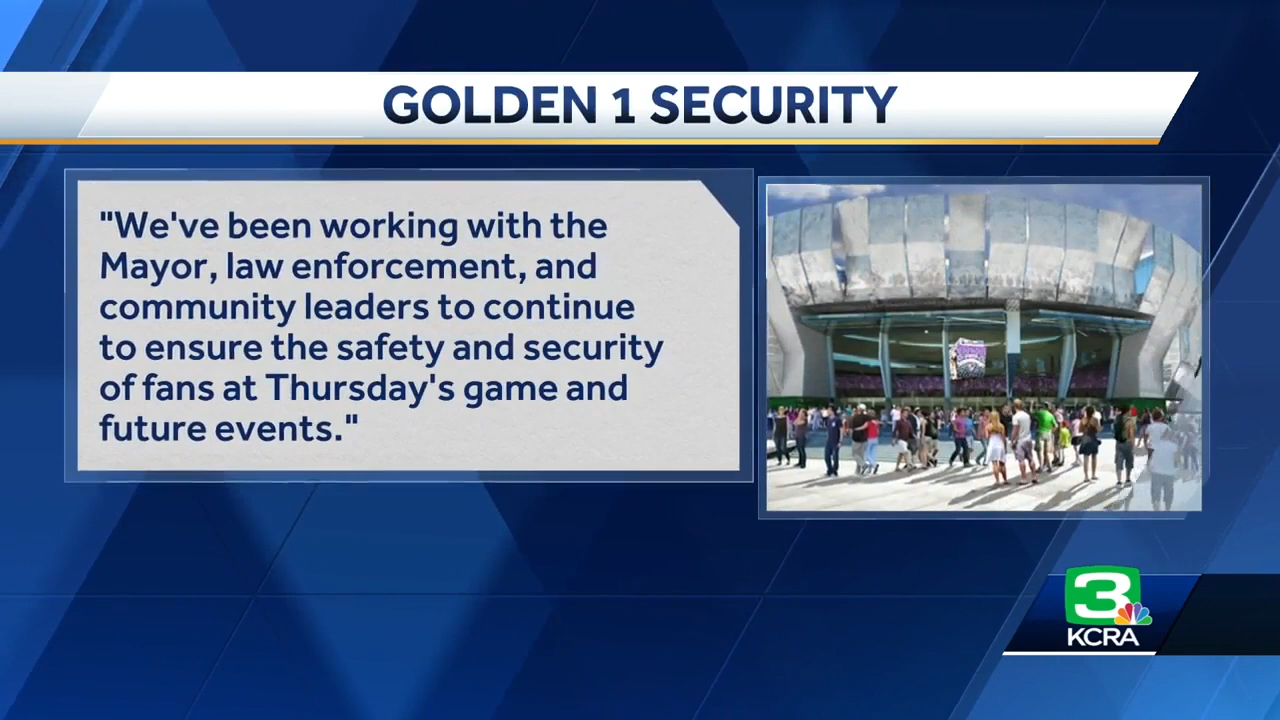 GOLDEN 1 SECURITY
"We've been working with the
Mayor, law enforcement, and
community leaders to continue
to ensure the safety and security
of fans at Thursday's game and
future events."
3
KCRA